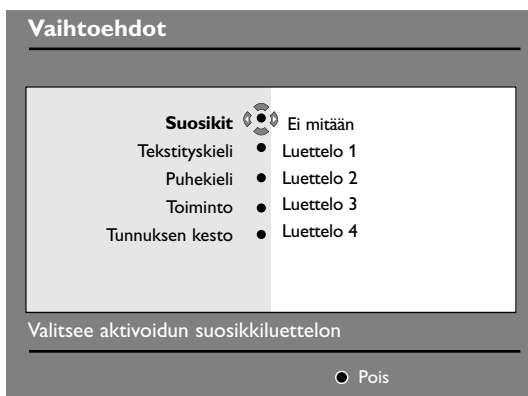 Vaihtoehdot
Suosikit Ei mitään
Tekstityskieli Luettelo 1
Puhekieli Luettelo 2
Toiminto Luettelo 3
Tunnuksen kesto Luettelo 4
Valitsee aktivoidun suosikkiluettelon
Pois